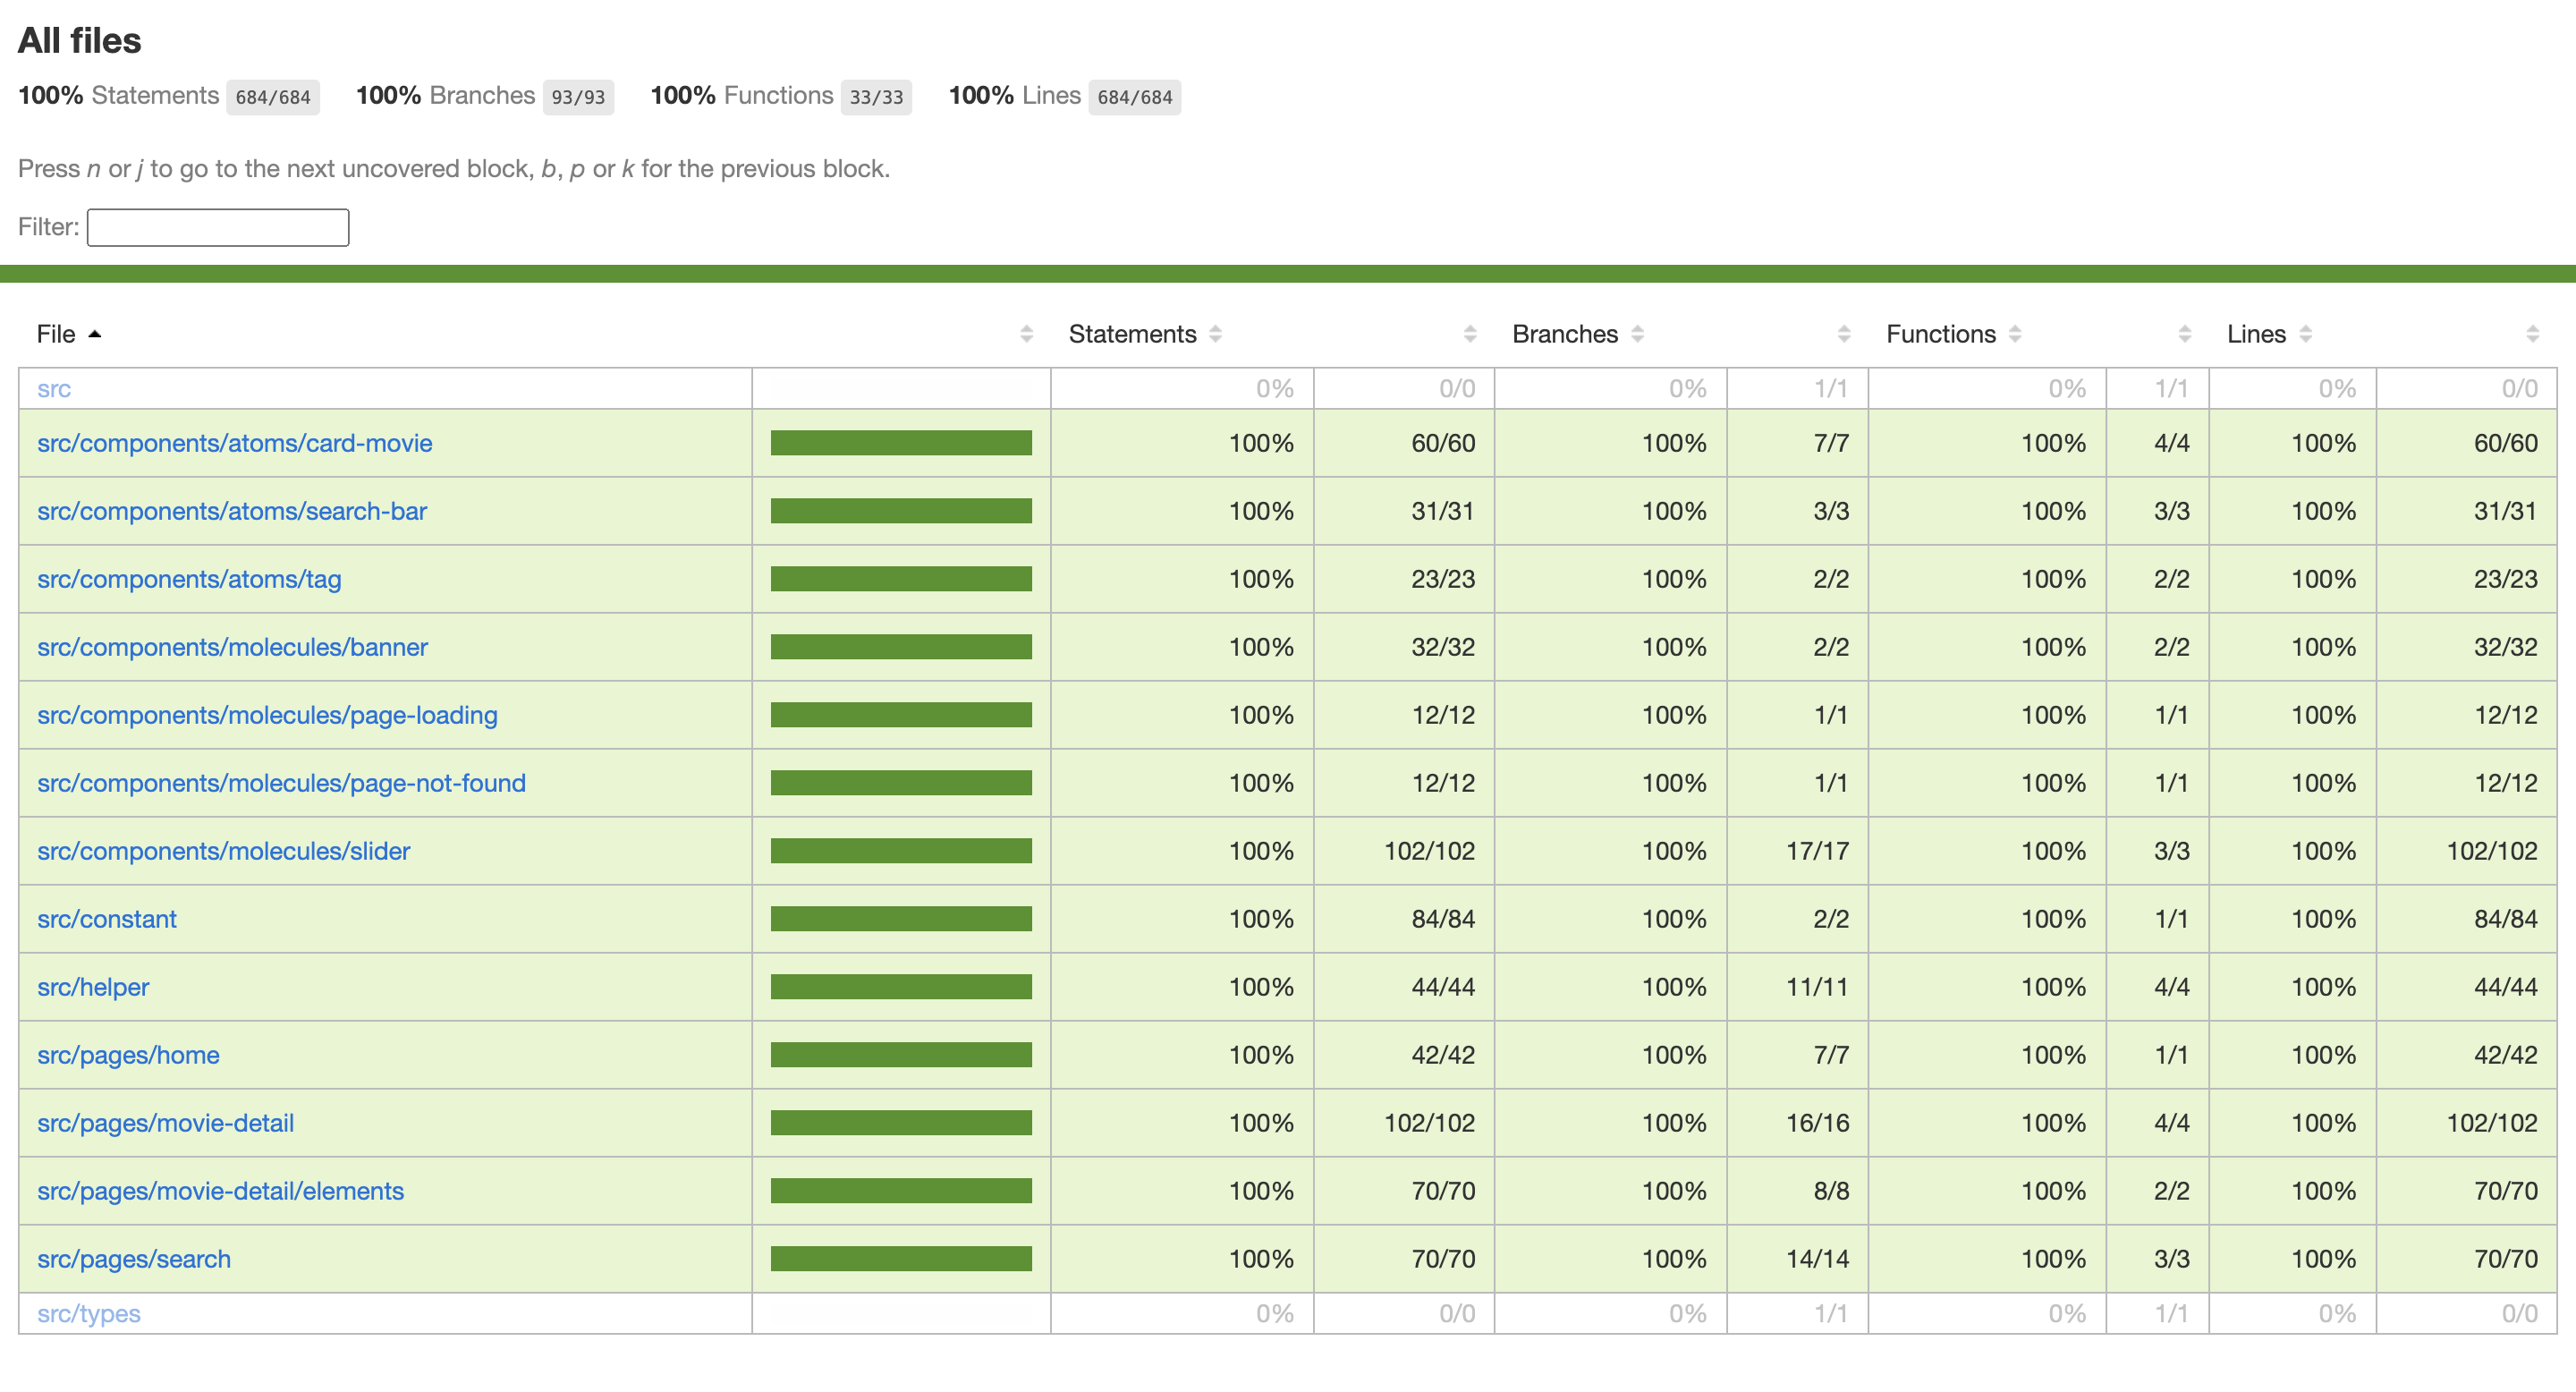 All files
100% Statements 684/684 100% Branches 93/93 100% Functions 33/33 100% Lines 684/684
Press n or j to go to the next uncovered block, b, p or k for the previous block.
Filter:
File Statements Branches Functions Lines
src 0% 0/0 0% 1/1 0% 1/1 0% 0/0
src/components/atoms/card-movie 100% 60/60 100% 7/7 100% 4/4 100% 60/60
src/components/atoms/search-bar 100% 31/31 100% 3/3 100% 3/3 100% 31/31
src/components/atoms/tag 100% 23/23 100% 2/2 100% 2/2 100% 23/23
src/components/molecules/banner 100% 32/32 100% 2/2 100% 2/2 100% 32/32
src/components/molecules/page-loading 100% 12/12 100% 1/1 100% 1/1 100% 12/12
src/components/molecules/page-not-found 100% 12/12 100% 1/1 100% 1/1 100% 12/12
src/components/molecules/slider 100% 102/102 100% 17/17 100% 3/3 100% 102/102
src/constant 100% 84/84 100% 2/2 100% 1/1 100% 84/84
src/helper 100% 44/44 100% 11/11 100% 4/4 100% 44/44
src/pages/home 100% 42/42 100% 7/7 100% 1/1 100% 42/42
src/pages/movie-detail 100% 102/102 100% 16/16 100% 4/4 100% 102/102
src/pages/movie-detail/elements 100% 70/70 100% 8/8 100% 2/2 100% 70/70
src/pages/search 100% 70/70 100% 14/14 100% 3/3 100% 70/70
src/types 0% 0/0 0% 1/1 0% 1/1 0% 0/0